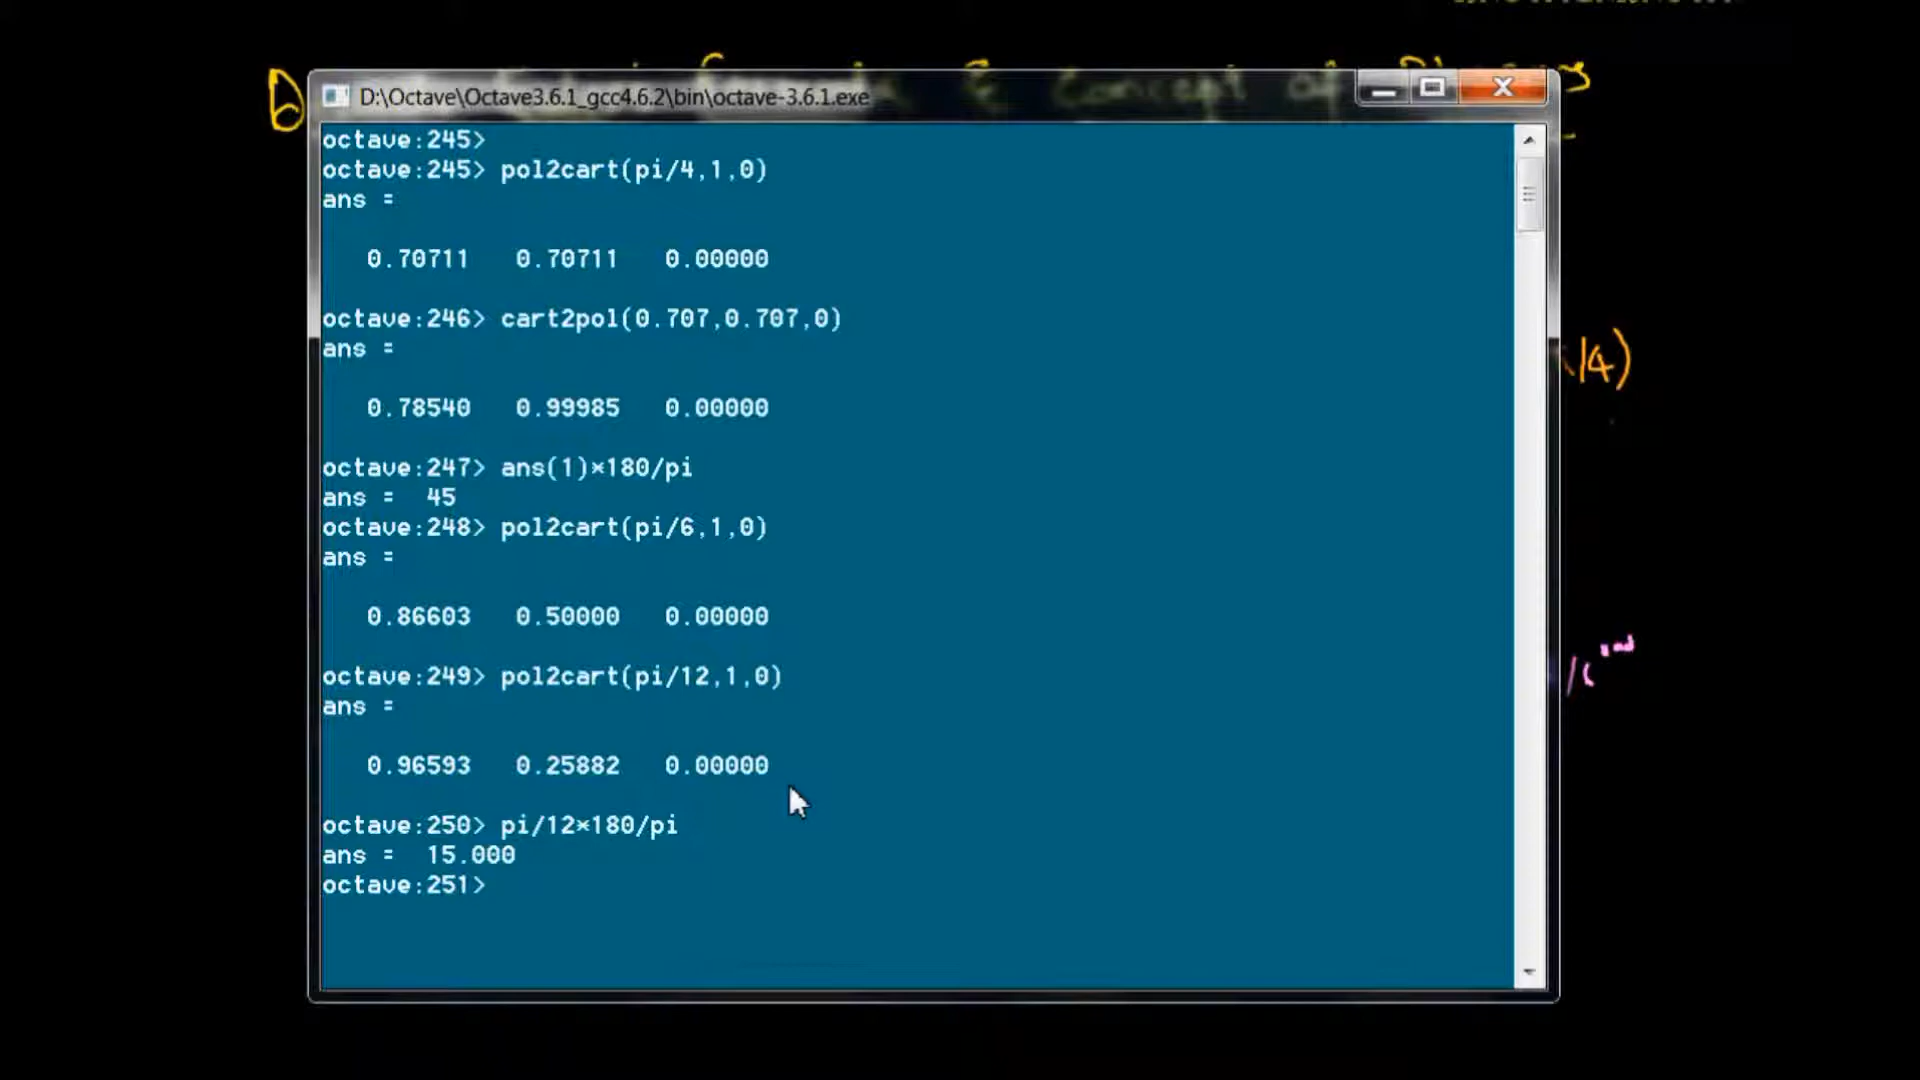 & Concept of
D:\Octave\Octave3.6.1_gcc4.6.2\bin\octave-3.6.1.exe
octave:245>
octave:245> pol2cart(pi/4,1,0)
ans =
0.70711 0.70711 0.00000
octave:246> cart2pol(0.707,0.707,0)
ans =
/4)
0.78540 0.99985 0.00000
octave:247> ans(1)*180/pi
ans = 45
octave:248> pol2cart(pi/6,1,0)
ans =
0.86603 0.50000 0.00000
octave:249> pol2cart(pi/12,1,0)
ans =
0.96593 0.25882 0.00000
octave:250> pi/12*180/pi
ans = 15.000
octave:251>